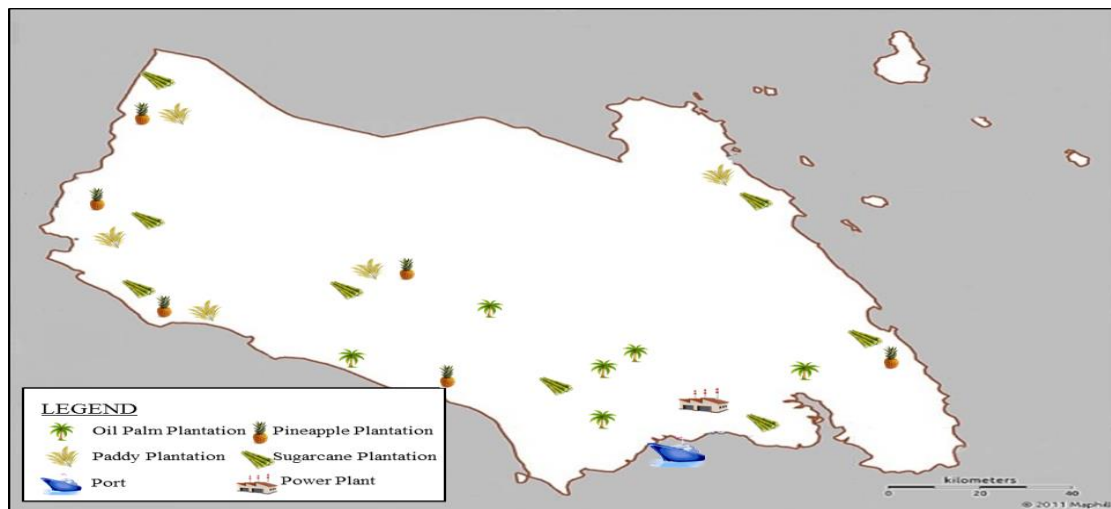 LEGEND
Oil Palm Plantation Pineapple Plantation
Paddy Plantation Sugarcane Plantation
Port Power Plant
kilometers
0 20 40
© 2011 Maphill